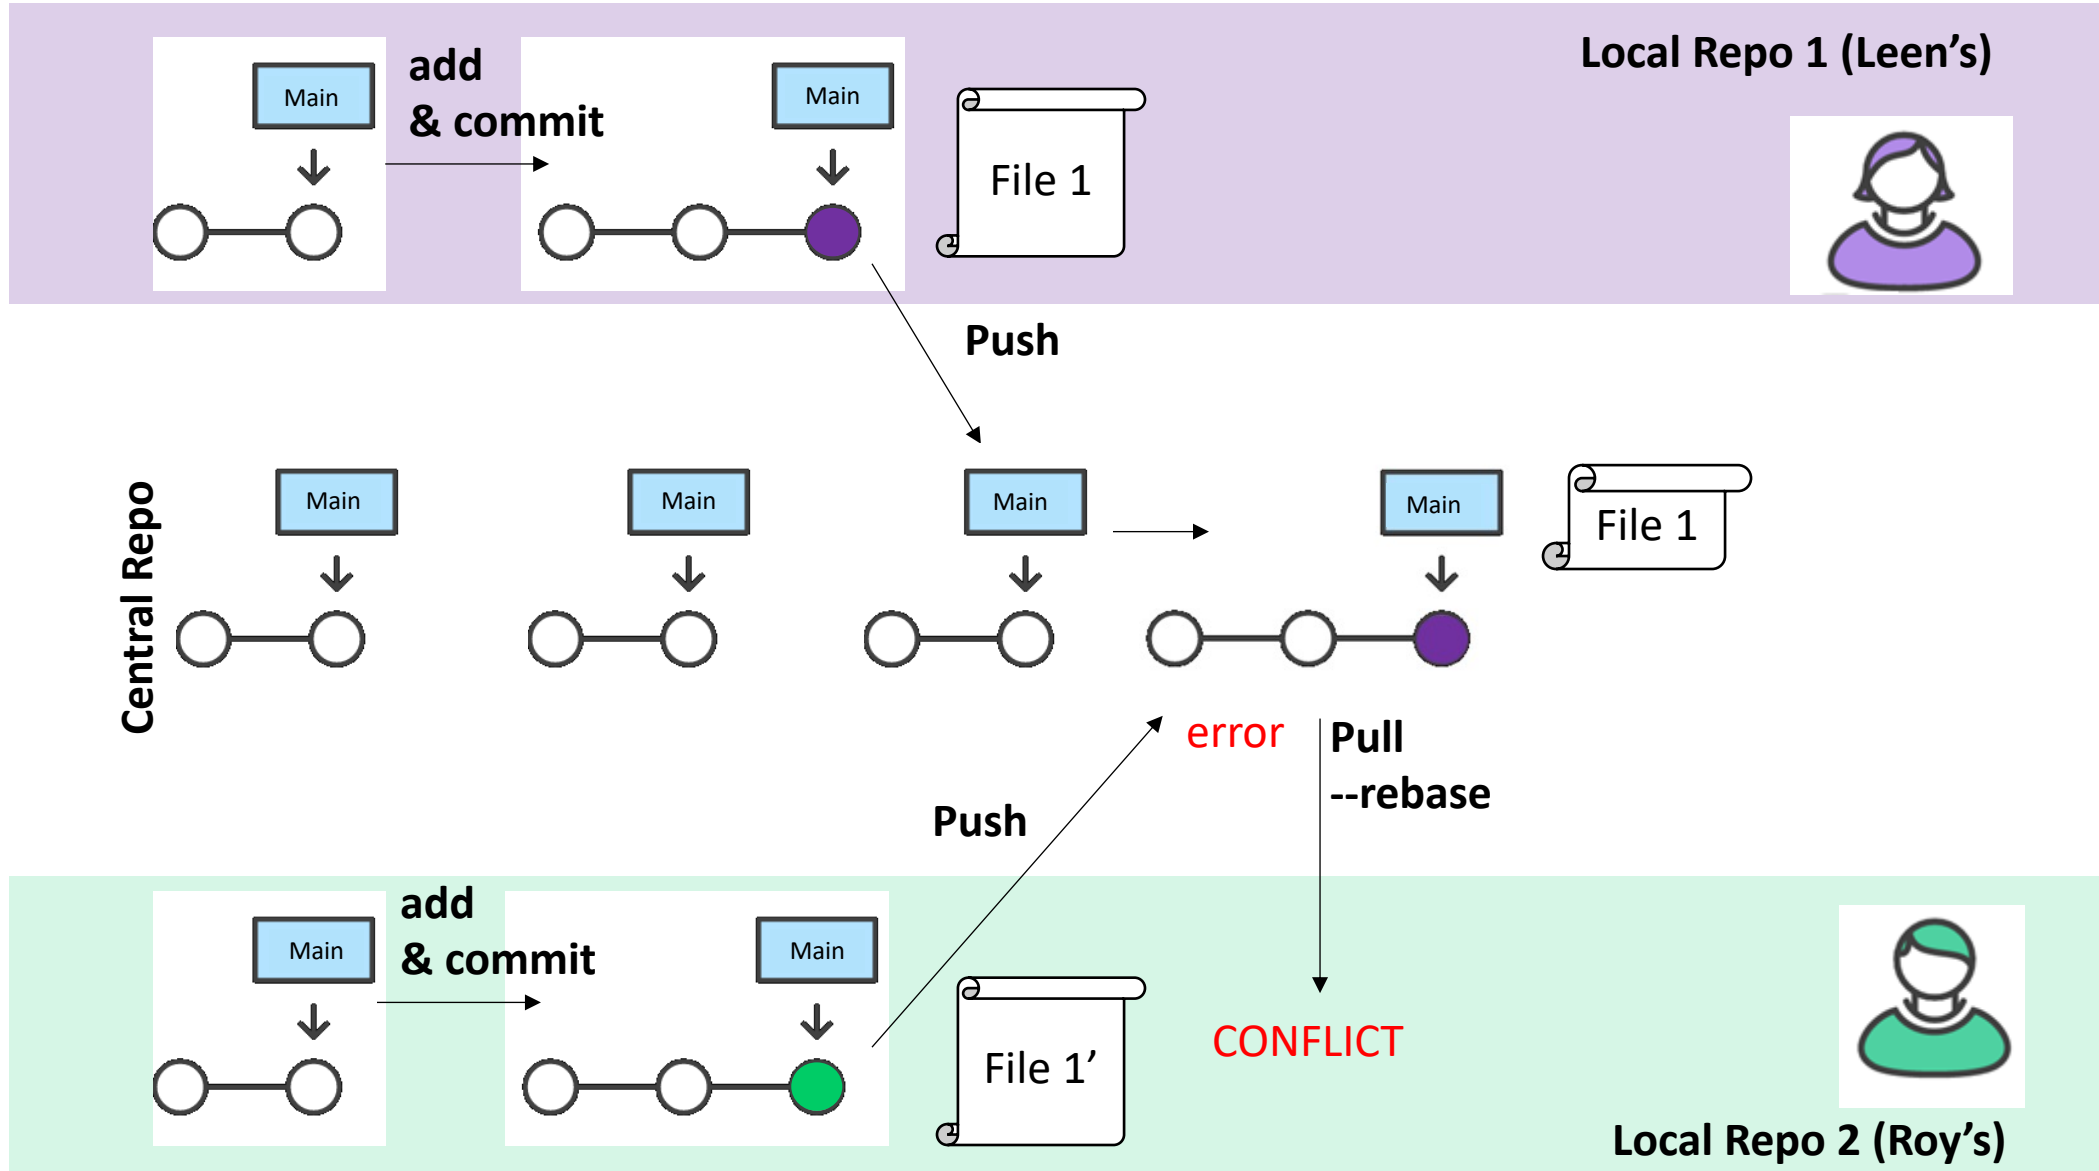 Local Repo 1 (Leen’s)
Main
add
& commit
Main
File 1
Push
Central Repo
Main
Main
Main
Main
File 1
error
Pull
--rebase
Push
Main
add
& commit
Main
File 1’
CONFLICT
Local Repo 2 (Roy’s)